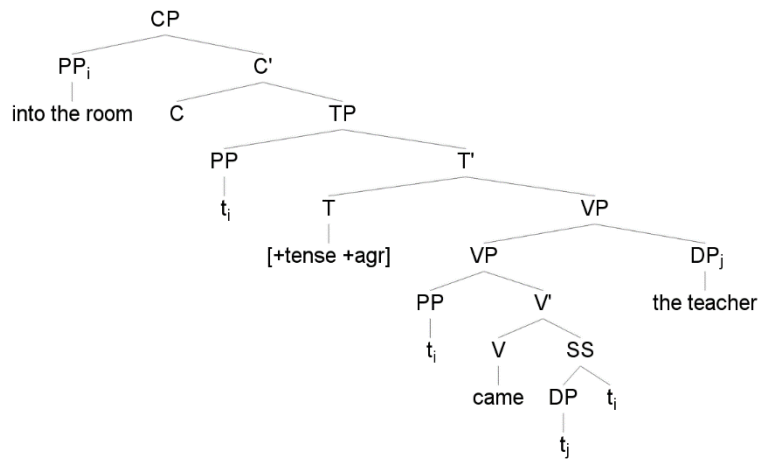 CP
PPi C'
into the room C TP
PP T'
ti T VP
[+tense +agr] VP DPj
PP V' the teacher
ti V SS
came DP ti
tj